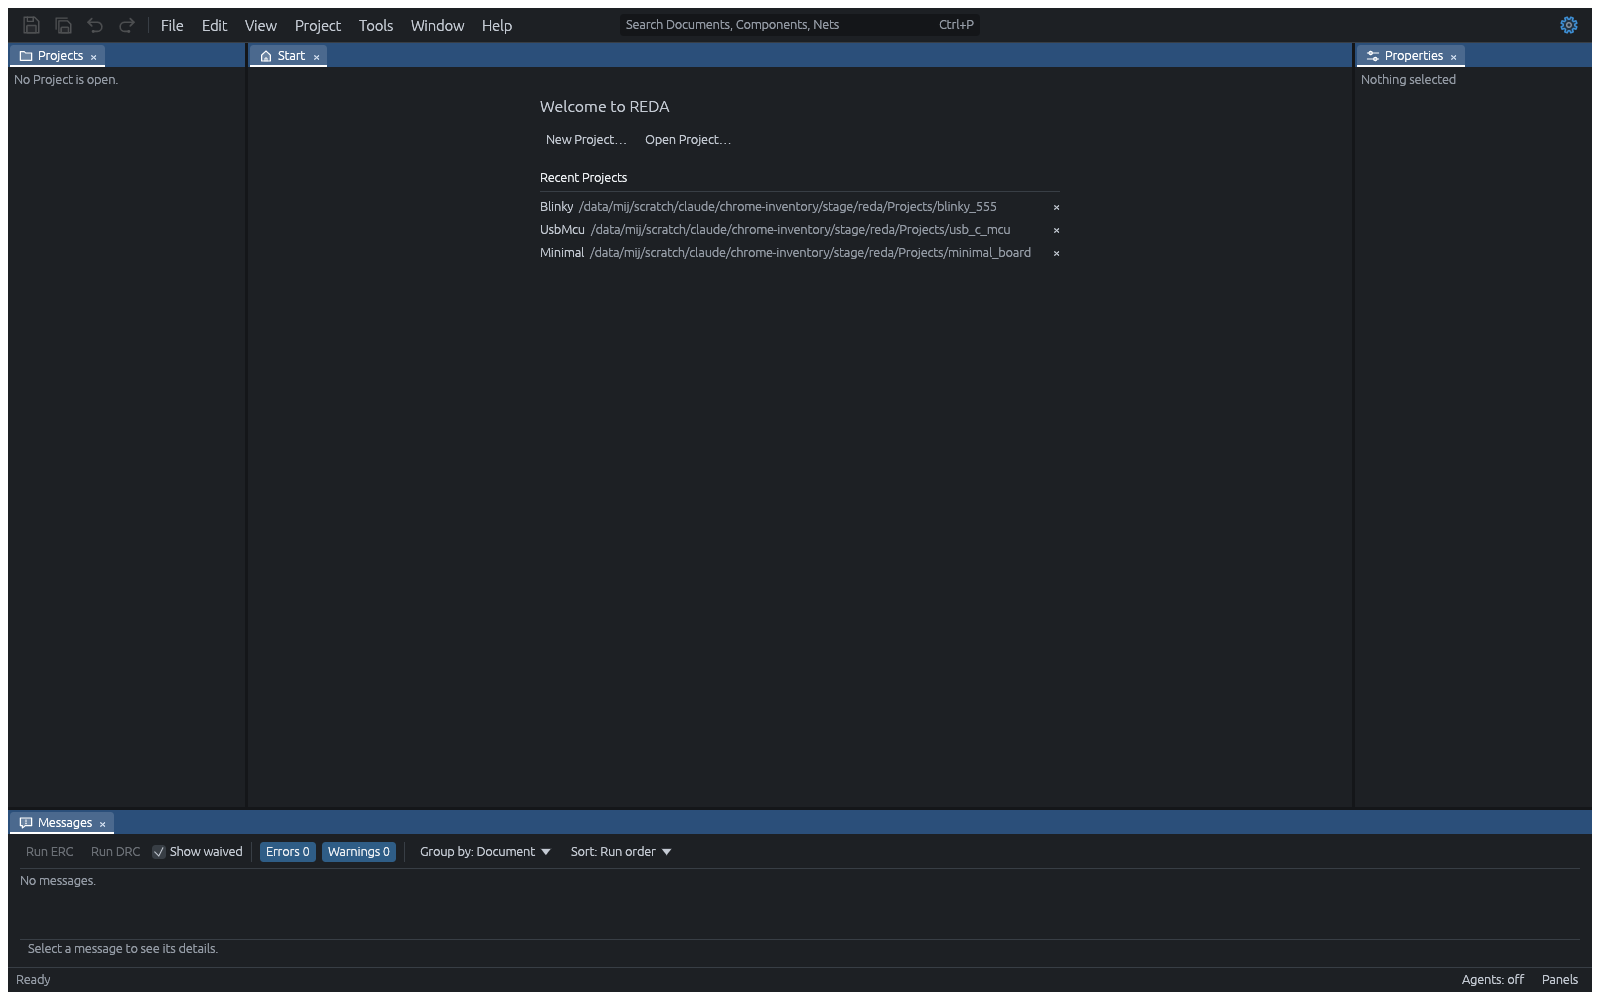 File Edit View Project Tools Window Help Search Documents, Components, Nets Ctrl+P
Projects × Start × Properties ×
No Project is open.
Nothing selected
Welcome to REDA
New Project... Open Project...
Recent Projects
Blinky /data/mij/scratch/claude/chrome-inventory/stage/reda/Projects/blinky_555 ×
UsbMcu /data/mij/scratch/claude/chrome-inventory/stage/reda/Projects/usb_c_mcu ×
Minimal /data/mij/scratch/claude/chrome-inventory/stage/reda/Projects/minimal_board ×
Messages ×
Run ERC Run DRC Show waived Errors 0 Warnings 0 Group by: Document Sort: Run order
No messages.
Select a message to see its details.
Ready Agents: off Panels